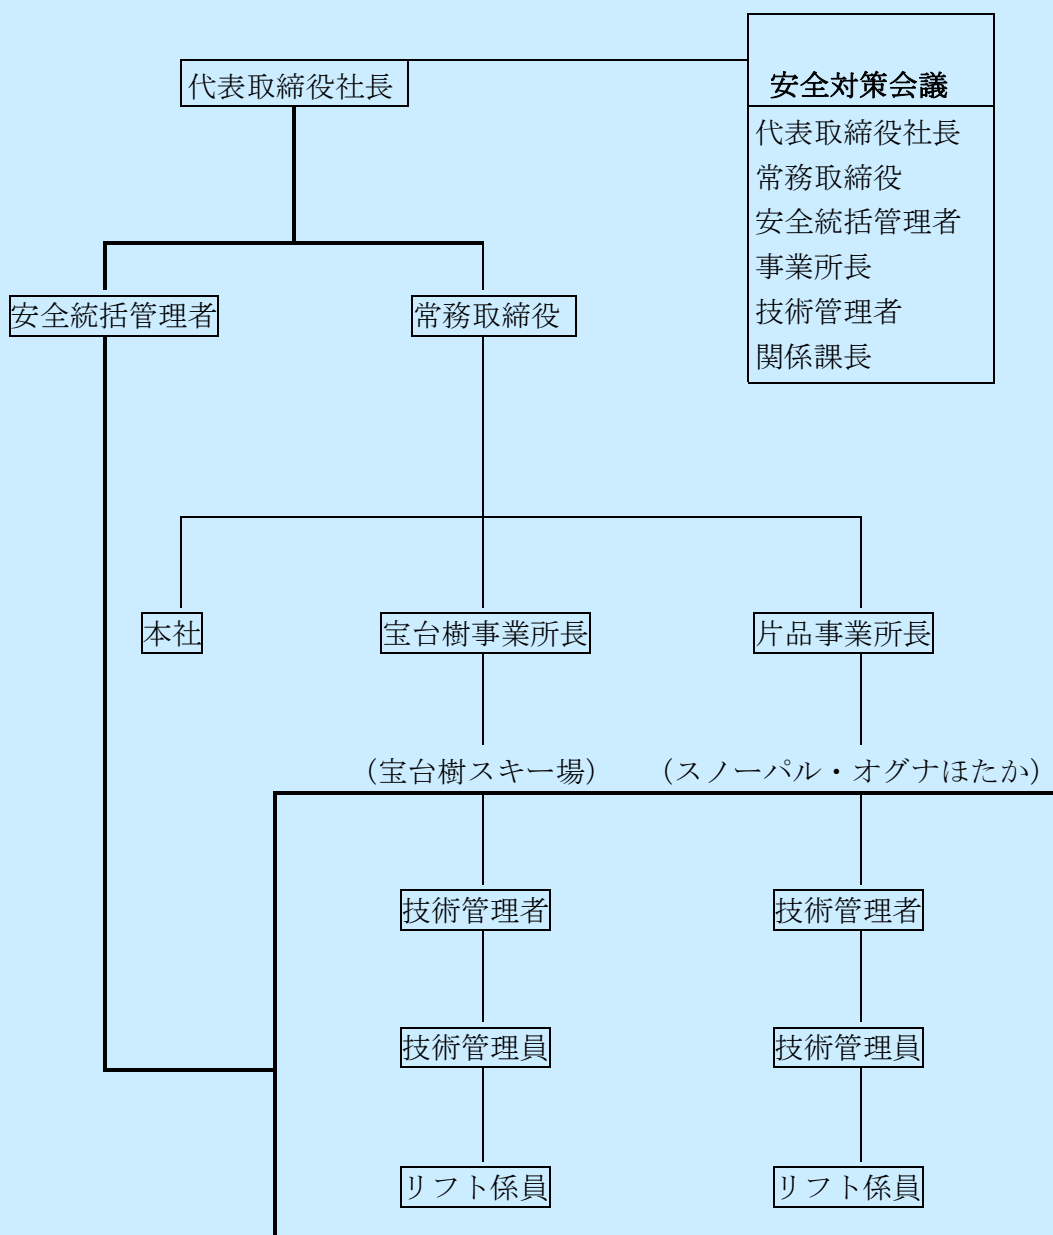 代表取締役社長
安全対策会議
代表取締役社長
常務取締役
安全統括管理者
事業所長
技術管理者
関係課長
安全統括管理者
常務取締役
本社
宝台樹事業所長
片品事業所長
（宝台樹スキー場）
（スノーパル・オグナほたか）
技術管理者
技術管理者
技術管理員
技術管理員
リフト係員
リフト係員